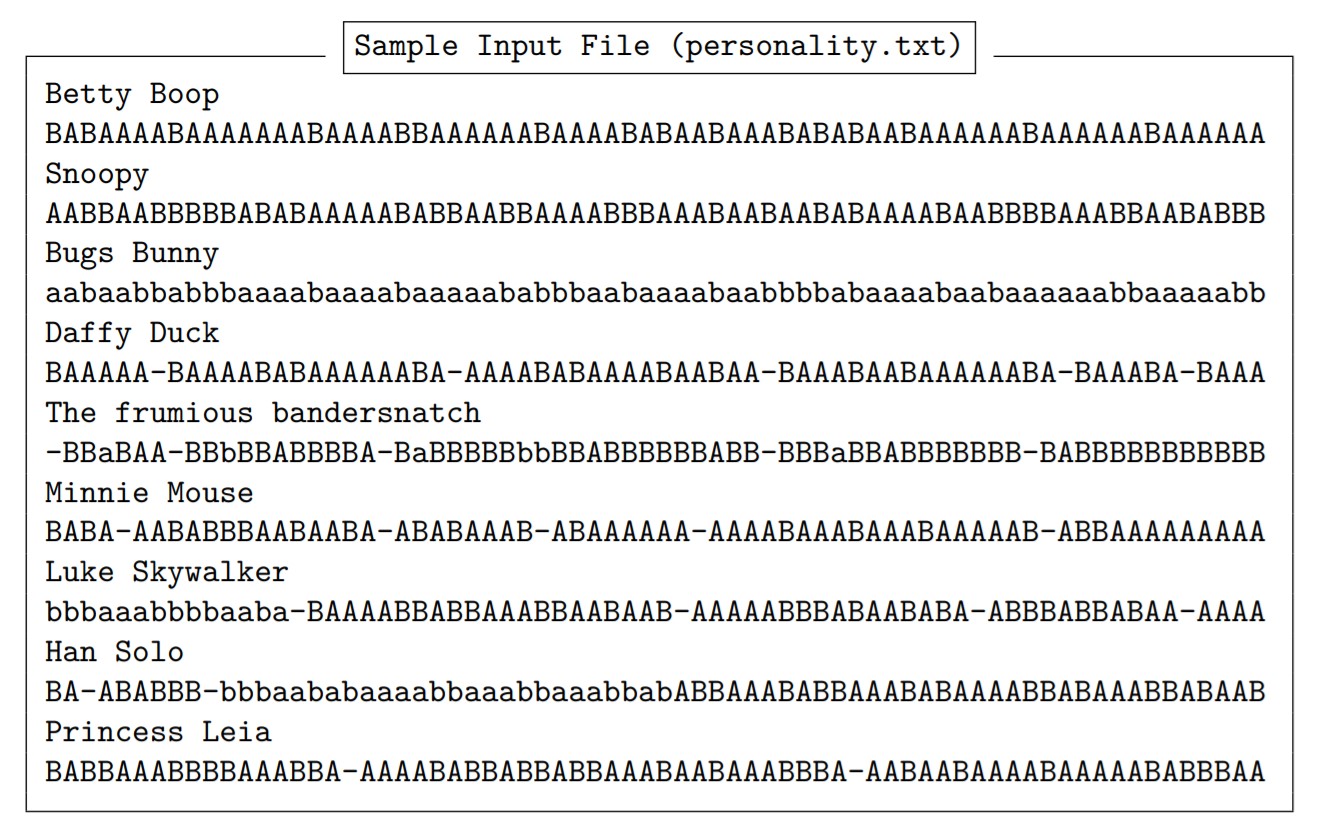 Sample Input File (personality.txt)
Betty Boop
BABAAAABAAAAAAABAAAABBAAAAAABAAAABABAABAAABABABAABAAAAAABAAAAAABAAAAAA
Snoopy
AABBAABBBBBABABAAAAABABBAABBAAAABBBAAABAABAABABAAAABAABBBBAAABBAABABBB
Bugs Bunny
aabaabbabbbaaaabaaaabaaaaababbbaabaaaabaabbbbabaaaabaabaaaaaabbaaaaabb
Daffy Duck
BAAAAA-BAAAABABAAAAAABA-AAAABABAAAABAABAA-BAAABAABAAAAAABA-BAAABA-BAAA
The frumious bandersnatch
-BBaBAA-BBbBBABBBBA-BaBBBBBbbBBABBBBBBABB-BBBaBBABBBBBBB-BABBBBBBBBBBB
Minnie Mouse
BABA-AABABBBAABAABA-ABABAAAB-ABAAAAAA-AAAABAAABAAABAAAAAB-ABBAAAAAAAAA
Luke Skywalker
bbbaaabbbbaaba-BAAAABBABBAAABBAABAAB-AAAAABBBABAABABA-ABBBABBABAA-AAAA
Han Solo
BA-ABABBB-bbbaababaaaabbaaabbaaabbabABBAAABABBAAABABAAAABBABAAABBABAAB
Princess Leia
BABBAAABBBBAAABBA-AAAABABBABBABBAAABAABAAABBBA-AABAABAAAABAAAAABABBBAA